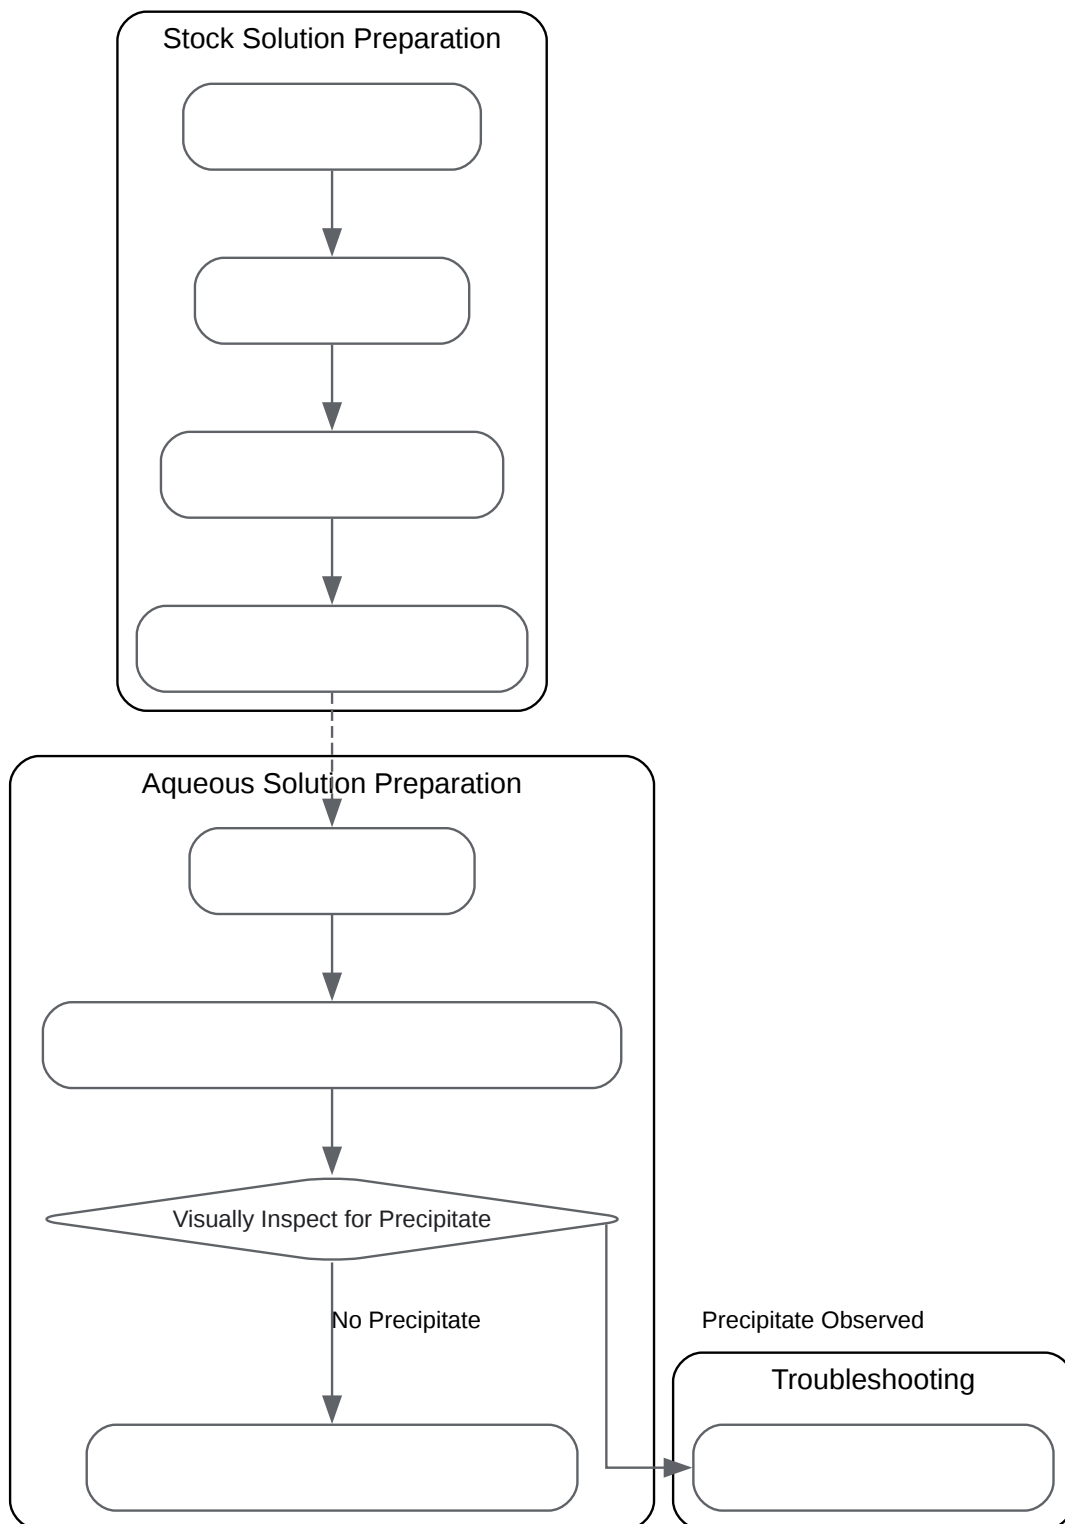 Stock Solution Preparation
Aqueous Solution Preparation
Visually Inspect for Precipitate
No Precipitate
Precipitate Observed
Troubleshooting